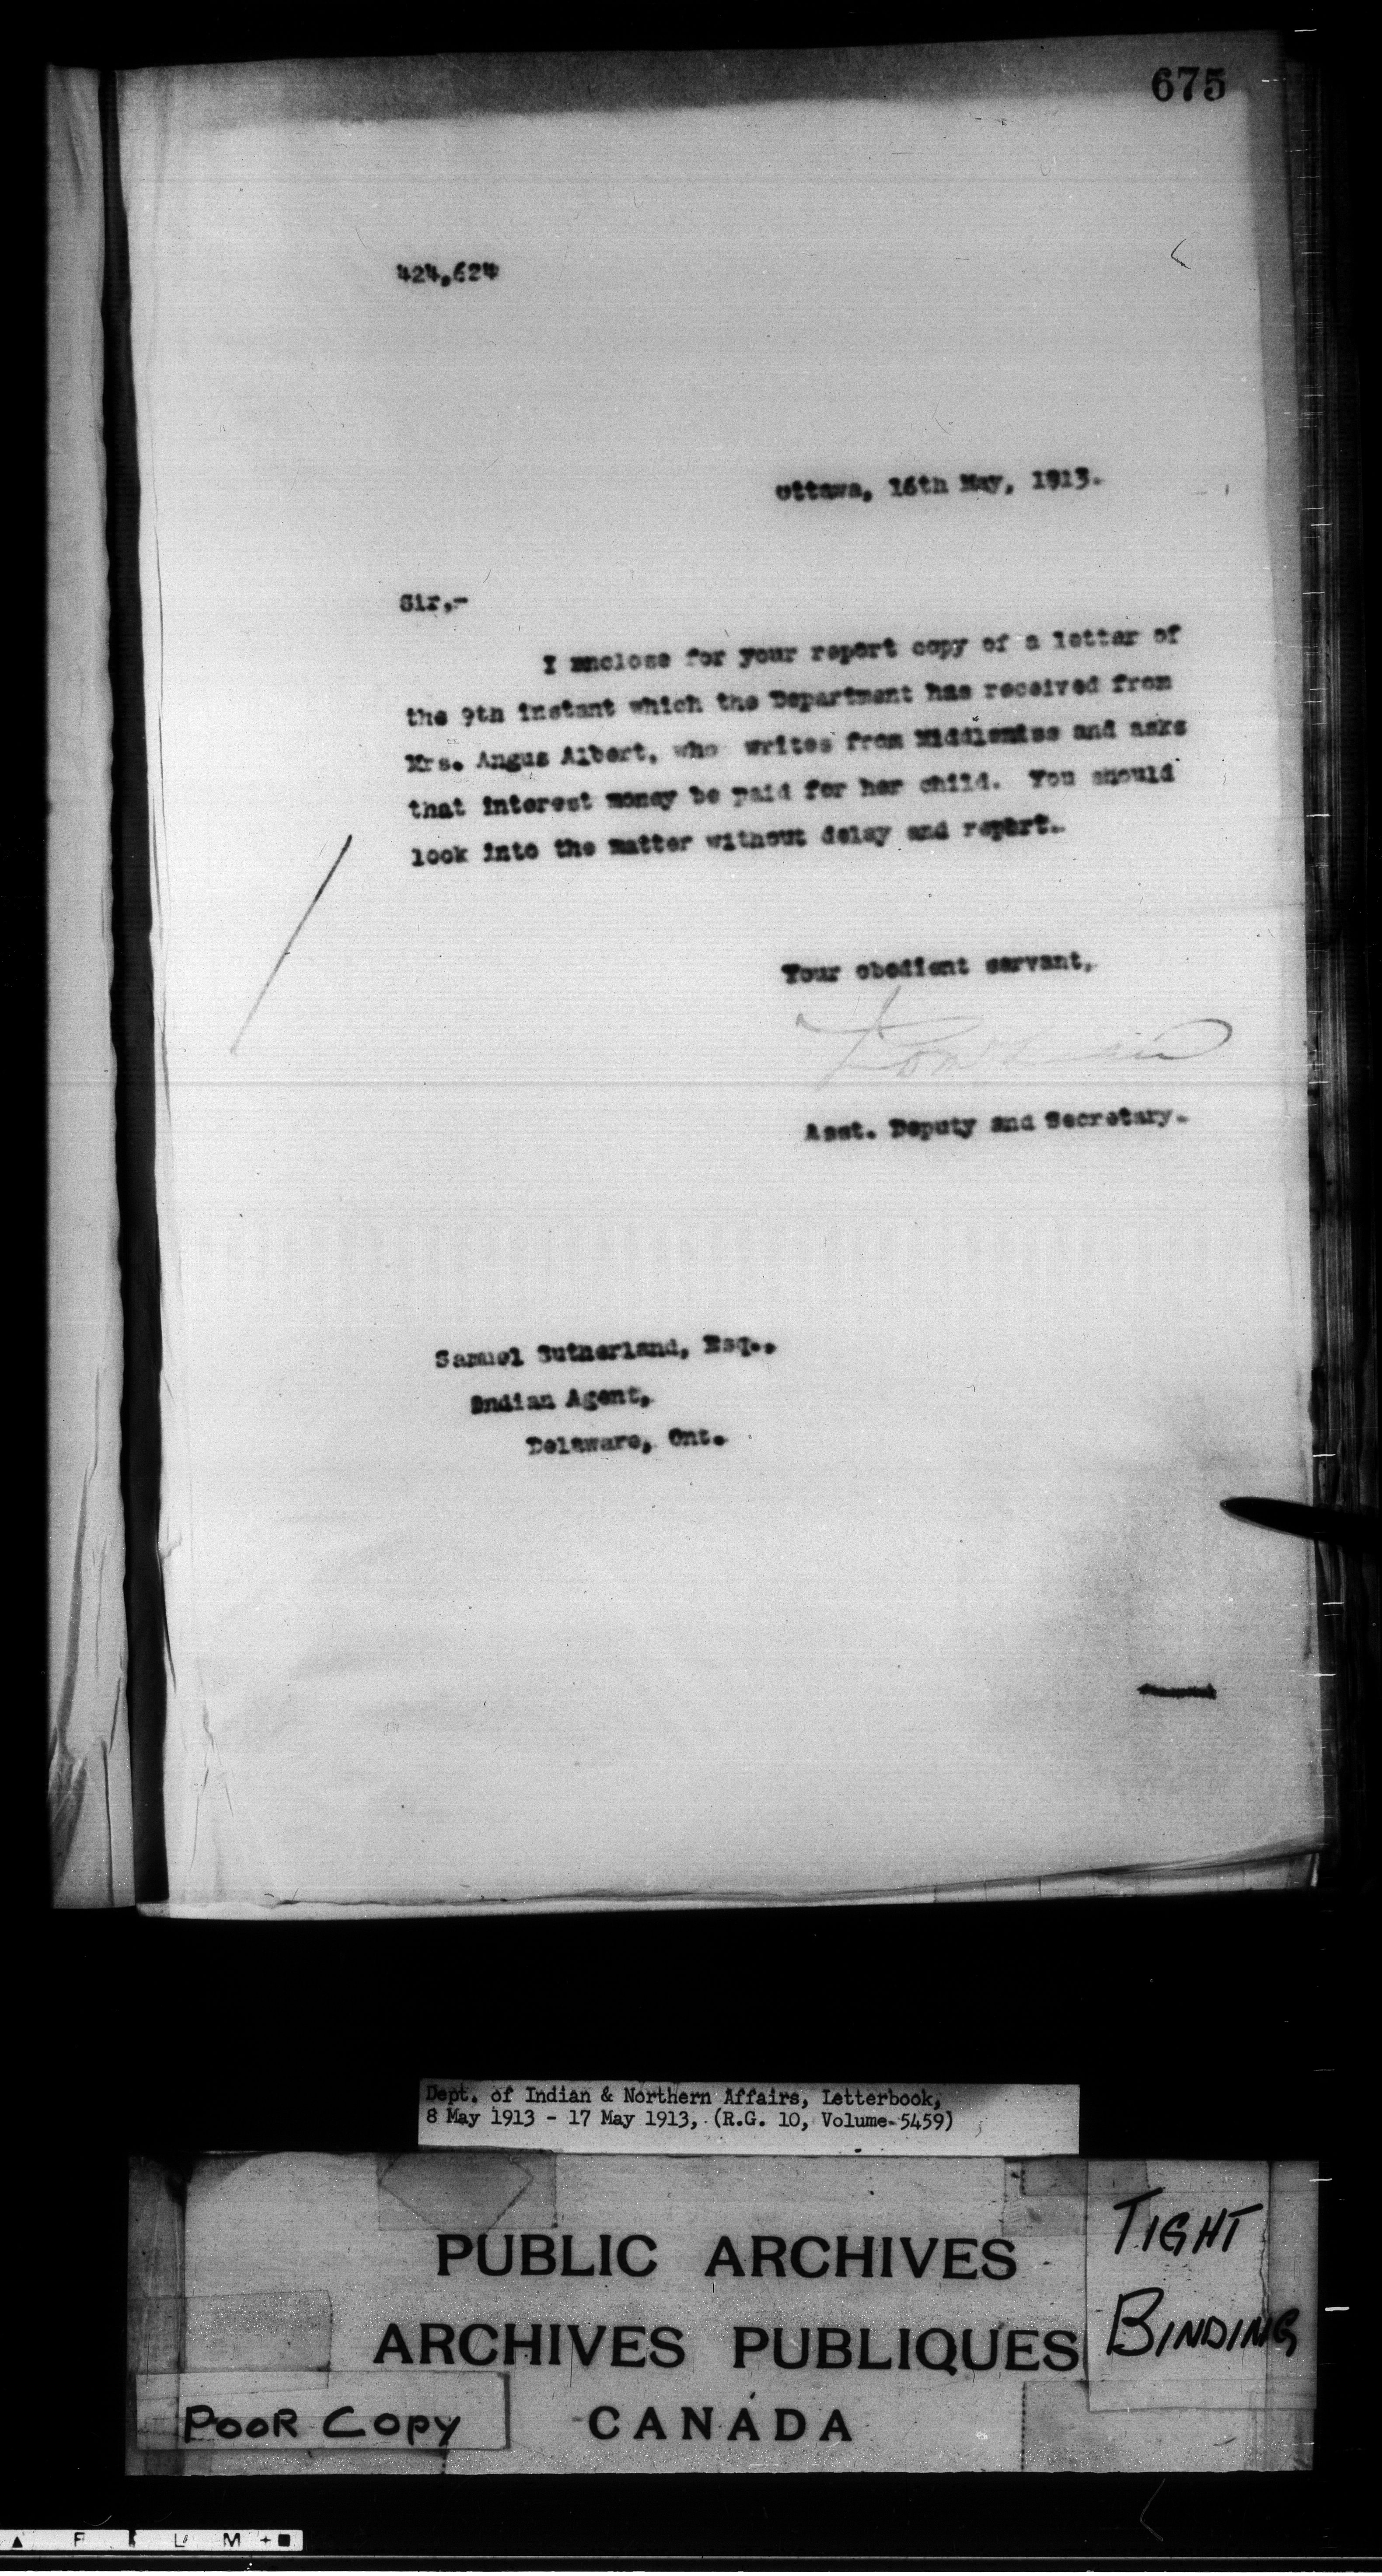 675
424,624
Ottawa, 16th May, 1913.
Sir,-
I enclose for your report copy of a letter of
the 9th instant which the Department has received from
Mrs. Angus Albert, who writes from Middlemiss and asks
that interest money be paid for her child. You should
look into the matter without delay and report.
Your obedient servant,
Asst. Deputy and Secretary.
Samuel Sutherland, Esq.,
Indian Agent,
Delaware, Ont.
Dept. of Indian & Northern Affairs, Letterbook,
8 May 1913 - 17 May 1913, (R.G. 10, Volume 5459)
PUBLIC ARCHIVES
ARCHIVES PUBLIQUES
CANADA
TIGHT
BINDING
POOR COPY